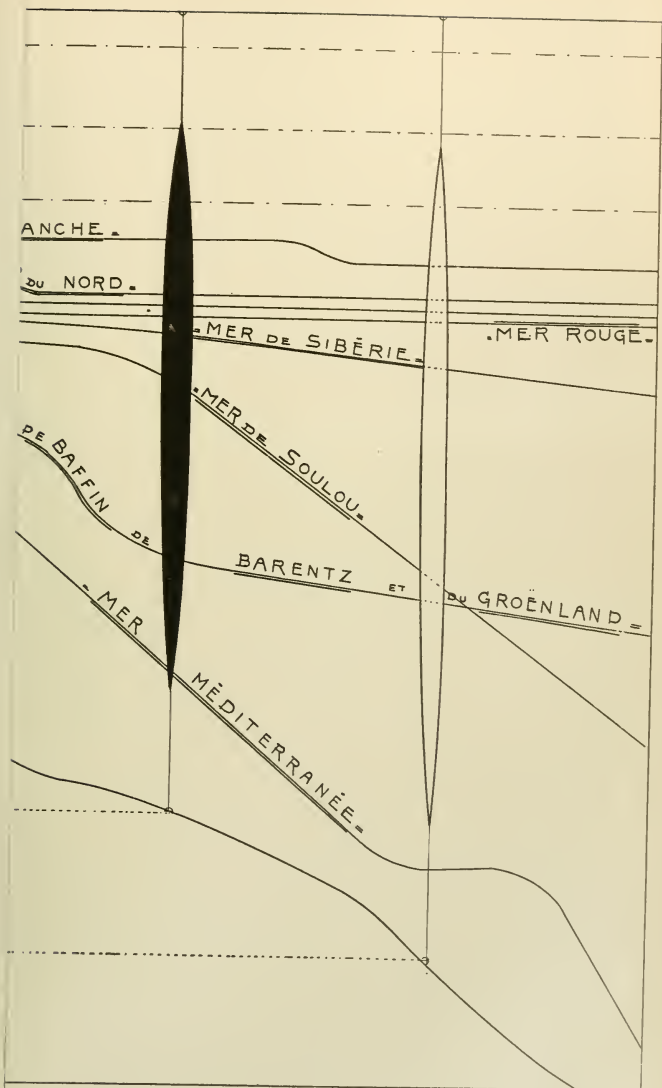 ANCHE.
DU NORD.
.MER ROUGE.
.MER DE SIBÉRIE.
.MER DE SOULOU.
DE BAFFIN DE BARENTZ ET DU GROËNLAND
MER MÉDITERRANÉE.